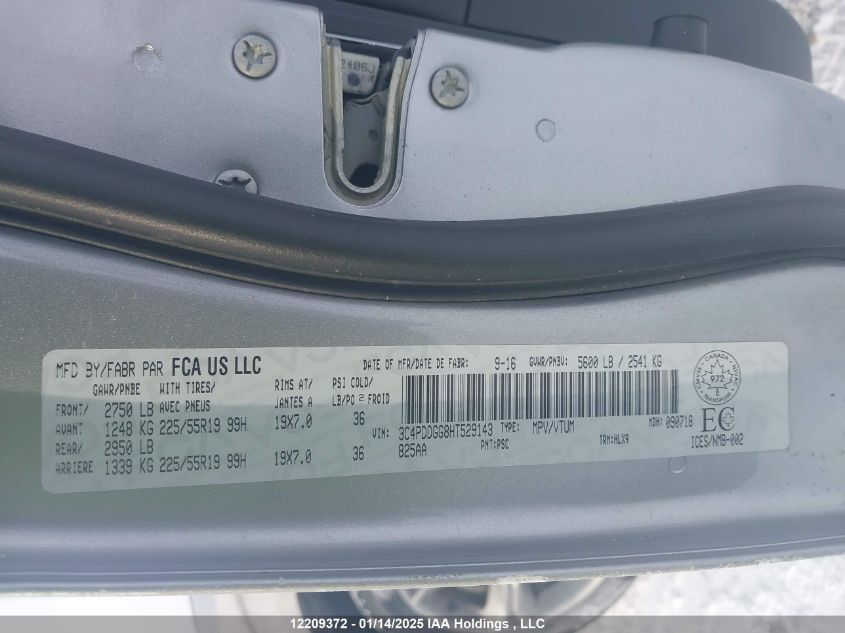 2406J
MFD BY/FABR PAR FCA US LLC DATE OF MFR/DATE DE FABR: 9-16 GVWR/PNBV: 5600 LB / 2541 KG
GAWR/PNBE WITH TIRES/ RIMS AT/ PSI COLD/
FRONT/ 2750 LB AVEC PNEUS JANTES A LB/PO2 FROID
AVANT 1248 KG 225/55R19 99H 19X7.0 36 VIN: 3C4PDDGG8HT529143 TYPE: MPV/VTUM MDH: 090718
REAR/ 2950 LB 825AA PNT:PSC TRM:HLX9 ICES/NMB-002
ARRIERE 1339 KG 225/55R19 99H 19X7.0 36
CANADA
972
TRANSPORT
EC
12209372 - 01/14/2025 IAA Holdings , LLC